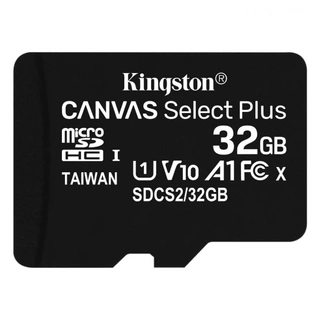 Kingston®
CANVAS Select Plus
micro SD HC I 32GB
TAIWAN U1 V10 A1 FC X
SDCS2/32GB